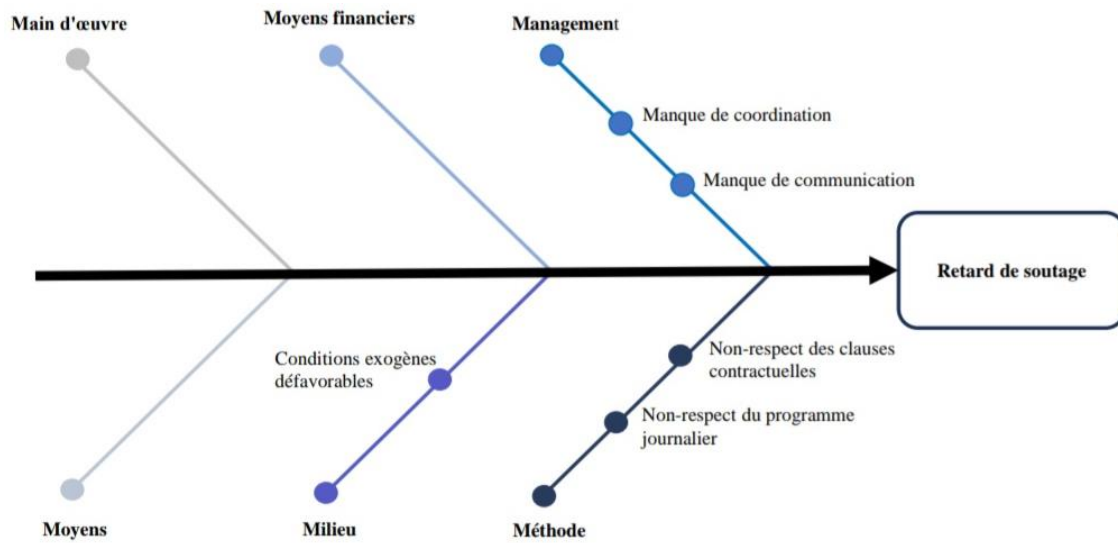 Main d'œuvre
Moyens financiers
Management
Manque de coordination
Manque de communication
Retard de soutage
Conditions exogènes
défavorables
Non-respect des clauses
contractuelles
Non-respect du programme
journalier
Moyens
Milieu
Méthode